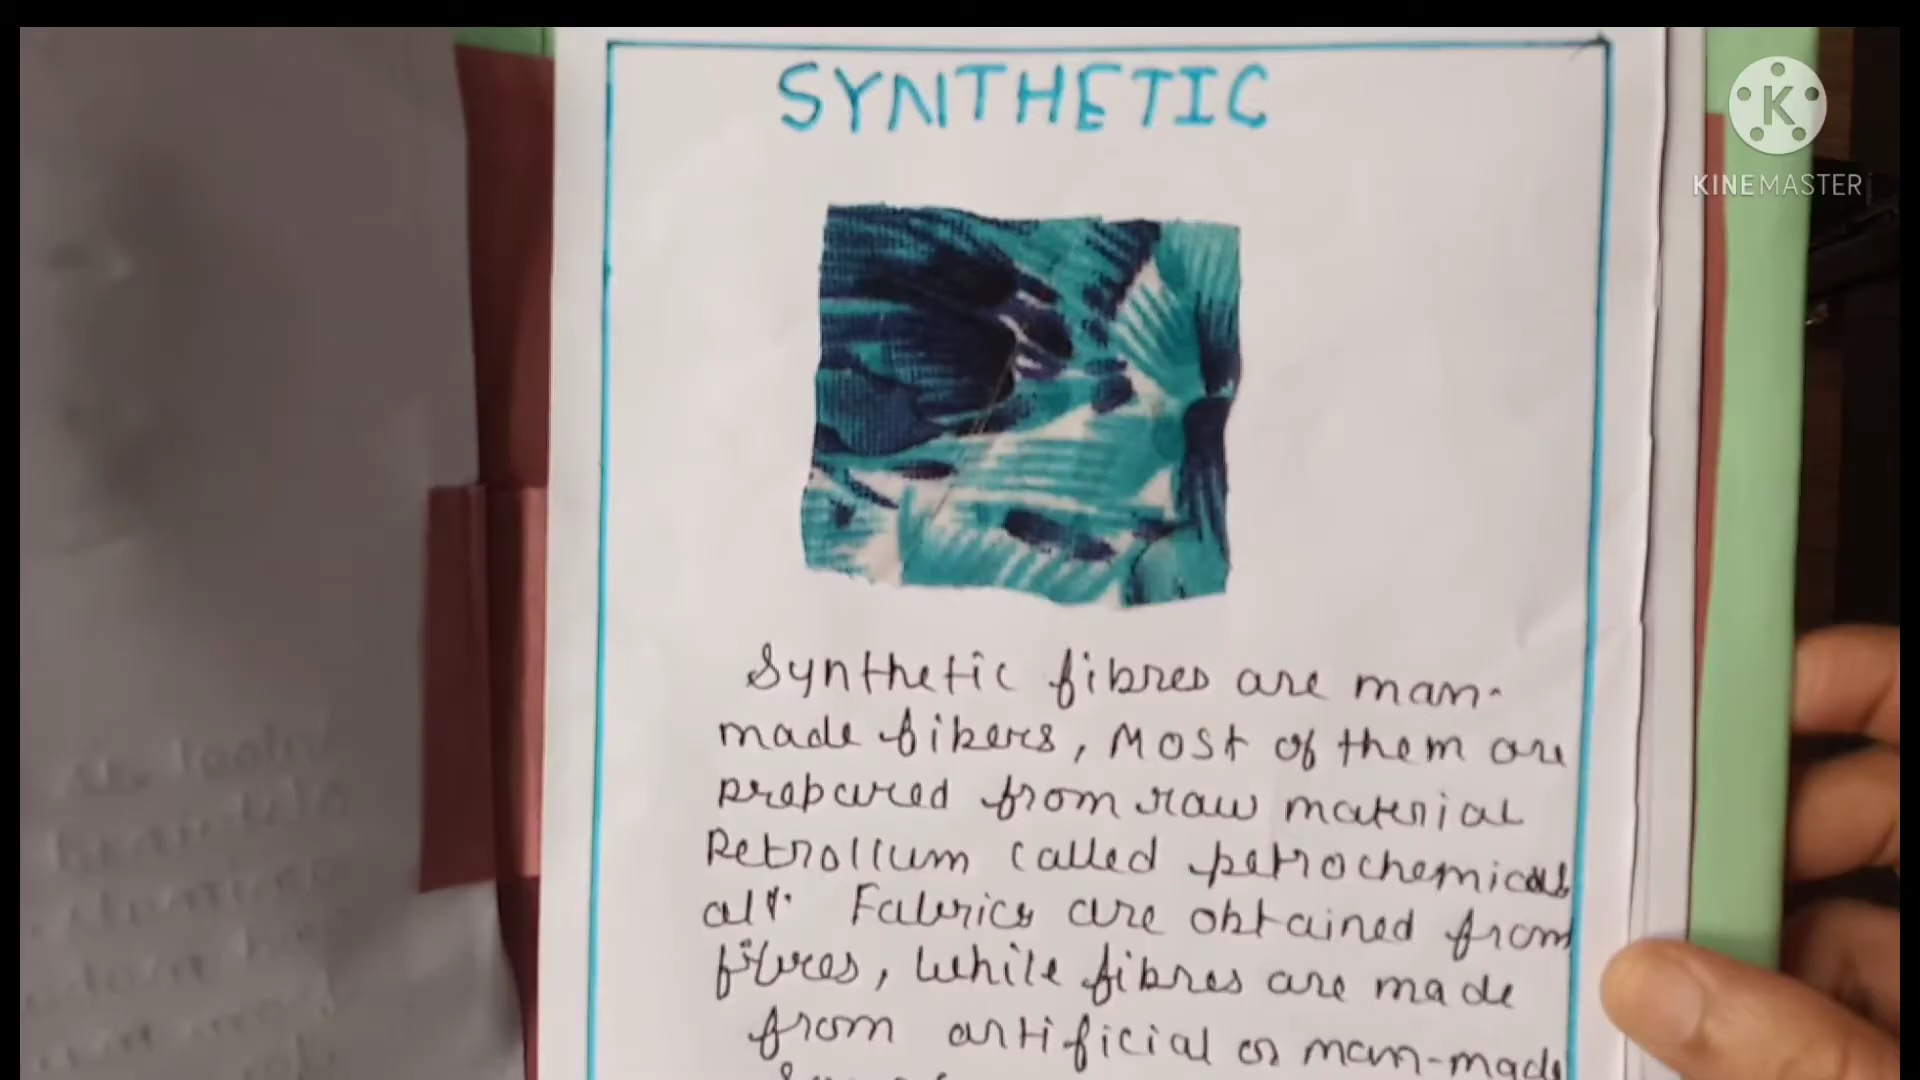 SYNTHETIC
KINEMASTER
Synthetic fibres are man-
made fibers, Most of them are
prepared from raw material
Petrollum called petrochemicals
all. Fabrics are obtained from
fibres, While fibres are made
from artificial or man-made